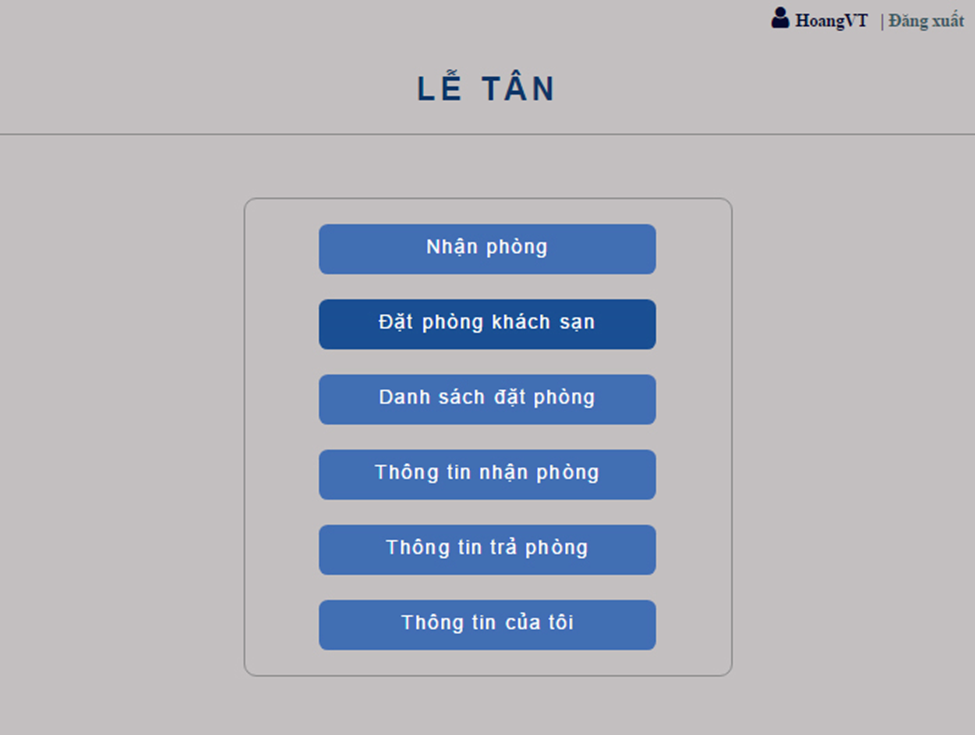 HoangVT | Đăng xuất
LỄ TÂN
Nhận phòng
Đặt phòng khách sạn
Danh sách đặt phòng
Thông tin nhận phòng
Thông tin trả phòng
Thông tin của tôi